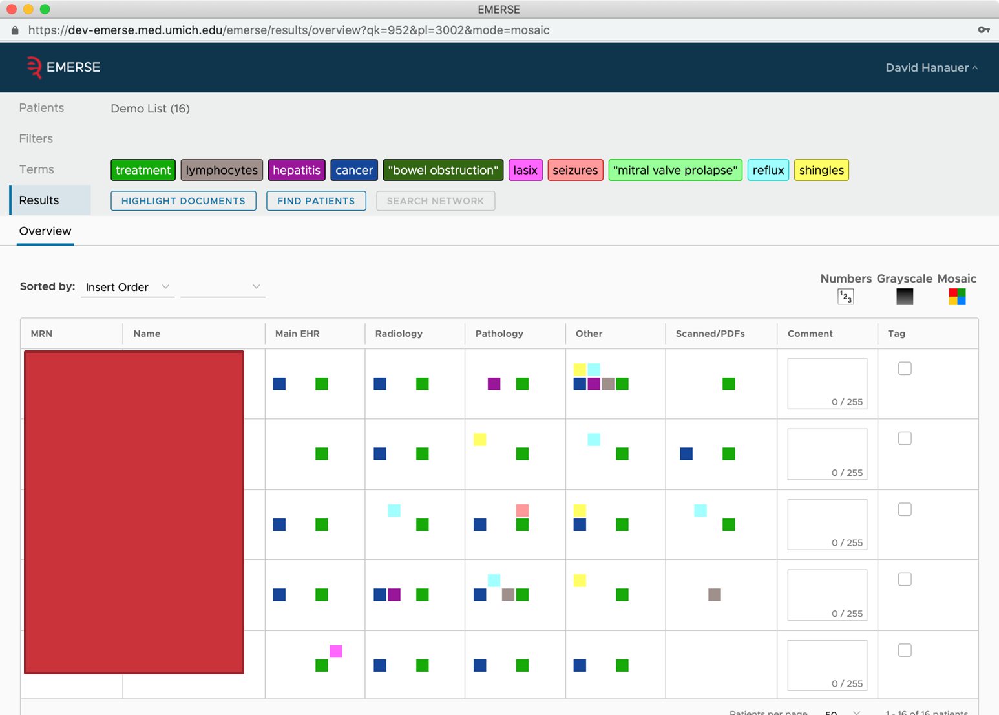 EMERSE
https://dev-emerse.med.umich.edu/emerse/results/overview?qk=952&pl=3002&mode=mosaic
EMERSE
David Hanauer
Patients
Demo List (16)
Filters
Terms
treatment lymphocytes hepatitis cancer "bowel obstruction" lasix seizures "mitral valve prolapse" reflux shingles
Results
HIGHLIGHT DOCUMENTS FIND PATIENTS SEARCH NETWORK
Overview
Sorted by: Insert Order
Numbers Grayscale Mosaic
1 2 3
MRN Name Main EHR Radiology Pathology Other Scanned/PDFs Comment Tag
0 / 255
0 / 255
0 / 255
0 / 255
0 / 255
Patients per page 50 1 - 16 of 16 patients